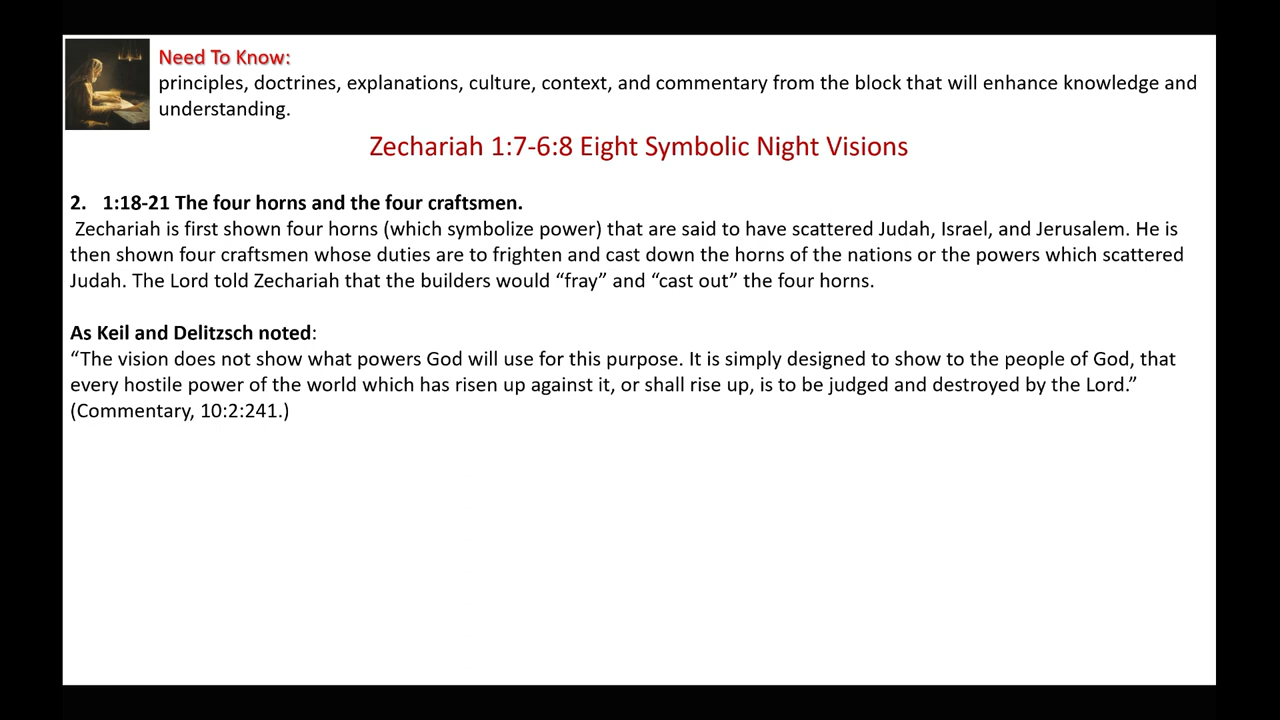 Need To Know:
principles, doctrines, explanations, culture, context, and commentary from the block that will enhance knowledge and
understanding.
Zechariah 1:7-6:8 Eight Symbolic Night Visions
2. 1:18-21 The four horns and the four craftsmen.
Zechariah is first shown four horns (which symbolize power) that are said to have scattered Judah, Israel, and Jerusalem. He is
then shown four craftsmen whose duties are to frighten and cast down the horns of the nations or the powers which scattered
Judah. The Lord told Zechariah that the builders would “fray” and “cast out” the four horns.
As Keil and Delitzsch noted:
“The vision does not show what powers God will use for this purpose. It is simply designed to show to the people of God, that
every hostile power of the world which has risen up against it, or shall rise up, is to be judged and destroyed by the Lord.”
(Commentary, 10:2:241.)